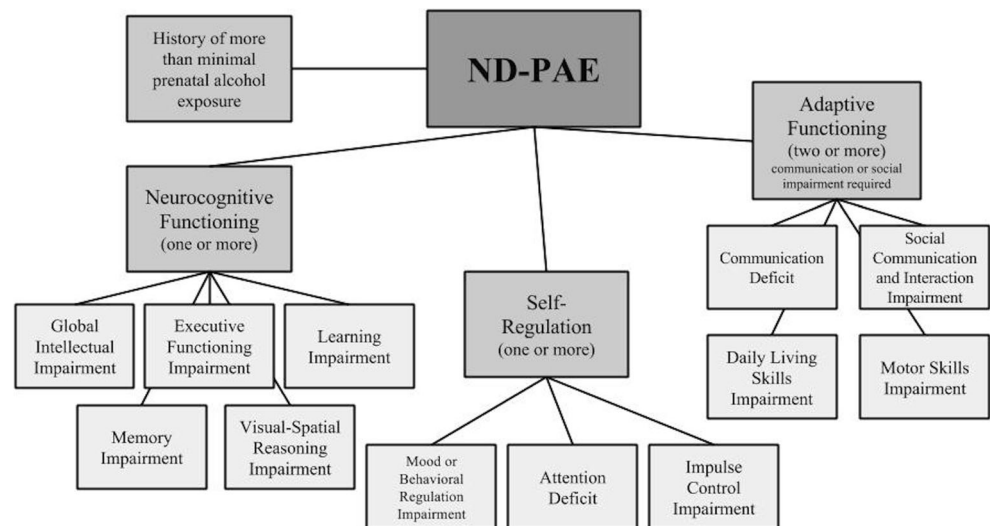 History of more
than minimal
prenatal alcohol
exposure
ND-PAE
Adaptive
Functioning
(two or more)
communication or social
impairment required
Neurocognitive
Functioning
(one or more)
Communication
Deficit
Social
Communication
and Interaction
Impairment
Self-
Regulation
(one or more)
Global
Intellectual
Impairment
Executive
Functioning
Impairment
Learning
Impairment
Daily Living
Skills
Impairment
Motor Skills
Impairment
Memory
Impairment
Visual-Spatial
Reasoning
Impairment
Mood or
Behavioral
Regulation
Impairment
Attention
Deficit
Impulse
Control
Impairment